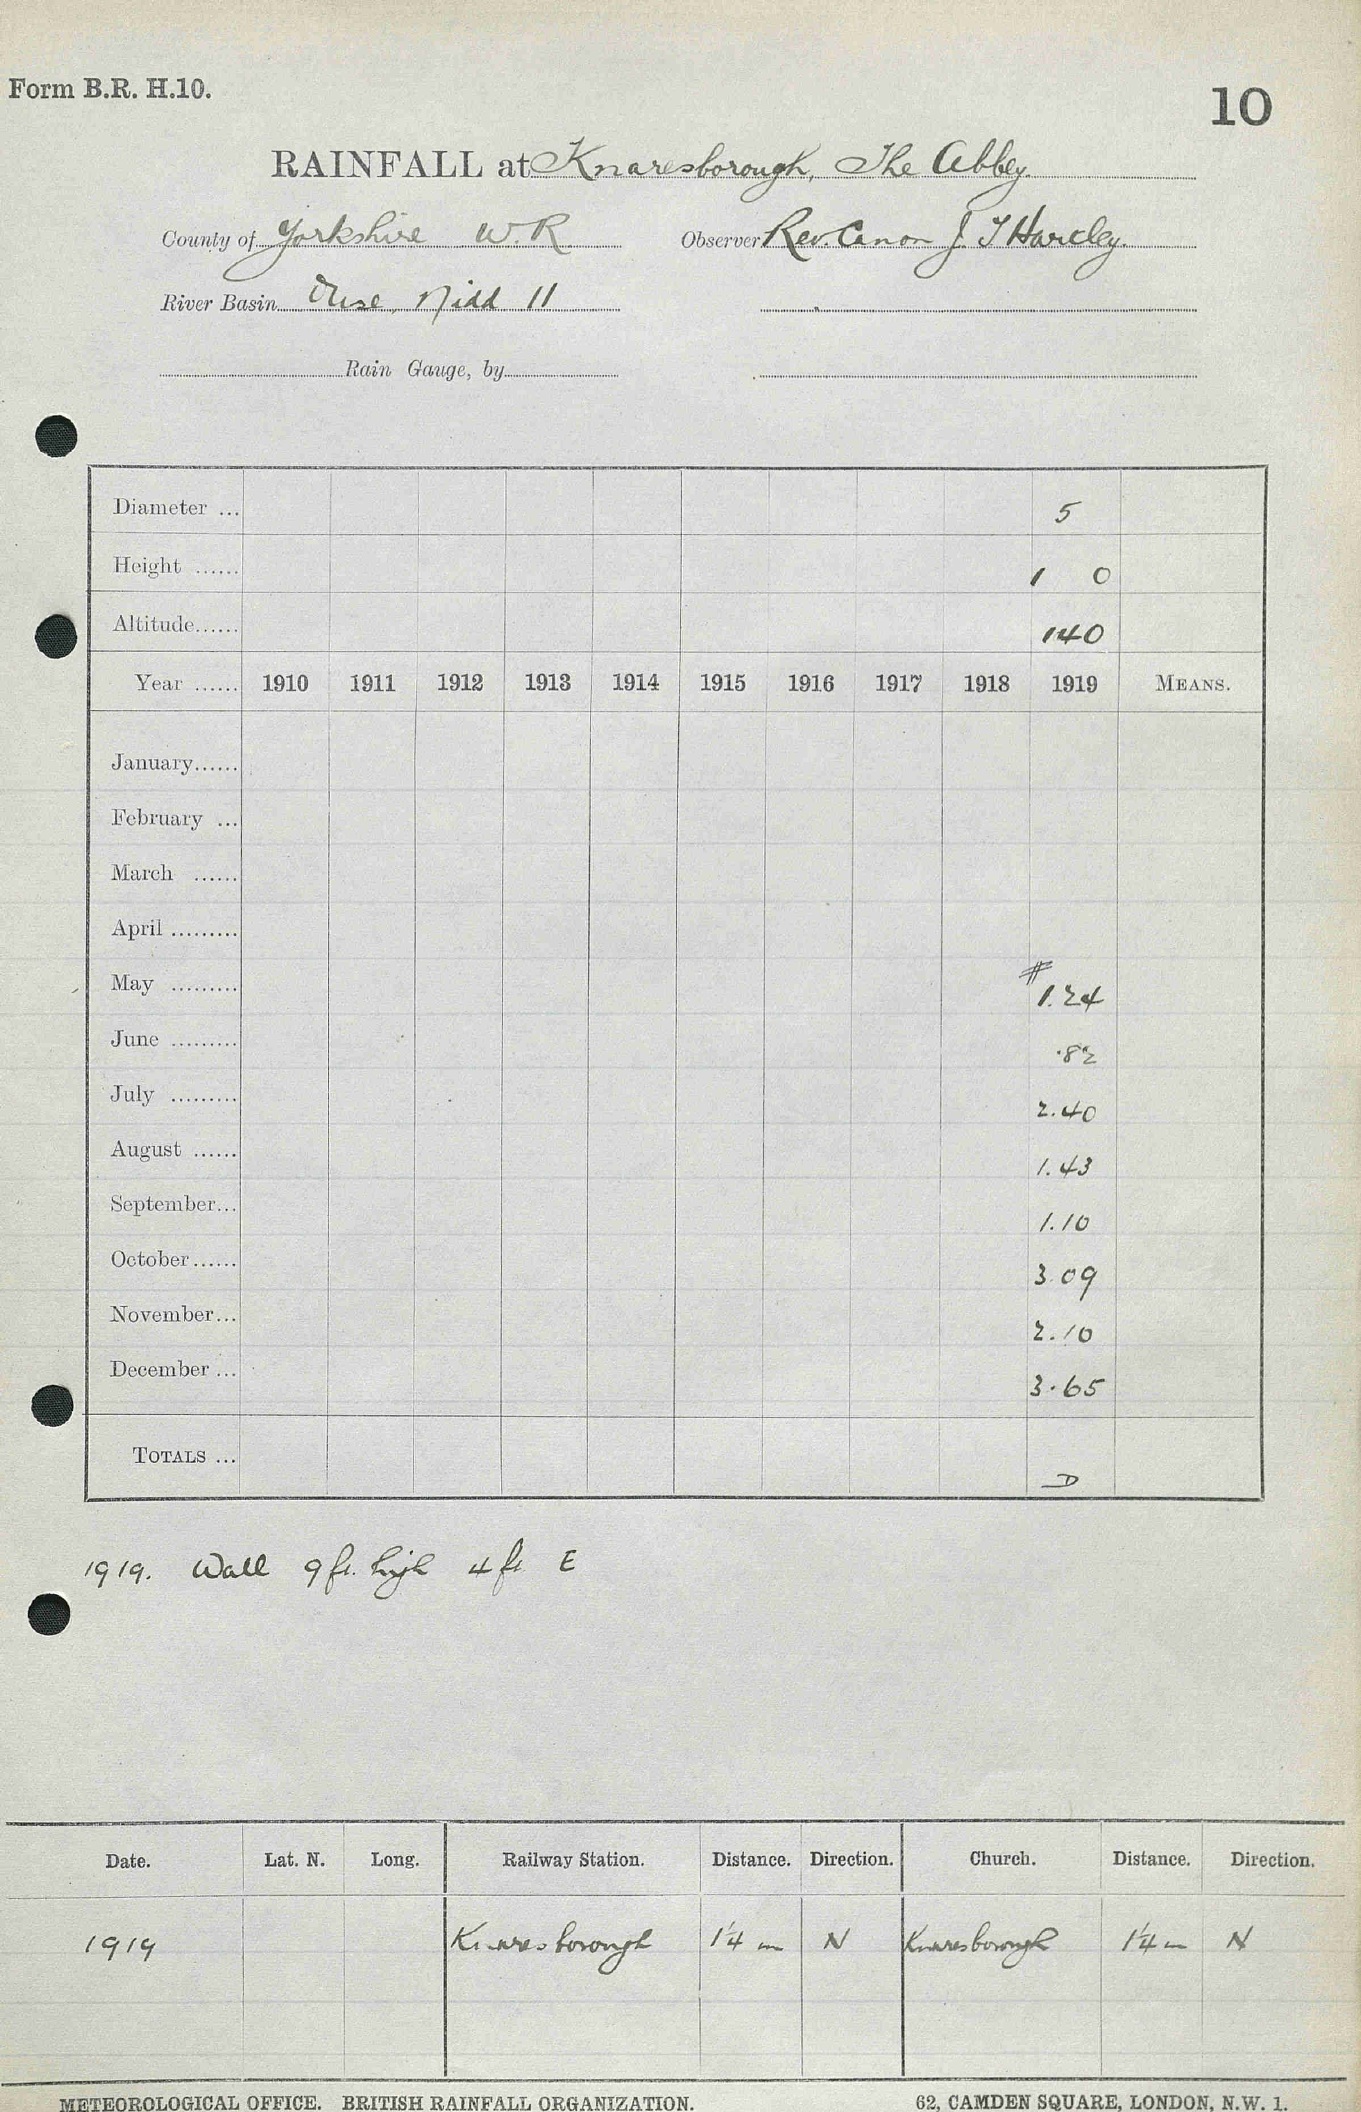 Form B.R. H.10.
10
RAINFALL at Knaresborough, The Abbey.
County of Yorkshire W.R. Observer Rev. Canon J T Hartley.
River Basin Ouse, Nidd 11
Rain Gauge, by
Diameter ... 5
Height ...... 1 0
Altitude...... 140
Year ...... 1910 1911 1912 1913 1914 1915 1916 1917 1918 1919 MEANS.
January......
February ...
March ......
April .........
May ......... # 1.24
June ......... .82
July ......... 2.40
August ...... 1.43
September... 1.10
October...... 3.09
November... 2.10
December ... 3.65
TOTALS ... D
1919. Wall 9 ft. high 4 ft E
Date. Lat. N. Long. Railway Station. Distance. Direction. Church. Distance. Direction.
1919 Knaresborough 1¼ m N Knaresborough 1¼ m N
METEOROLOGICAL OFFICE. BRITISH RAINFALL ORGANIZATION. 62, CAMDEN SQUARE, LONDON, N.W. 1.